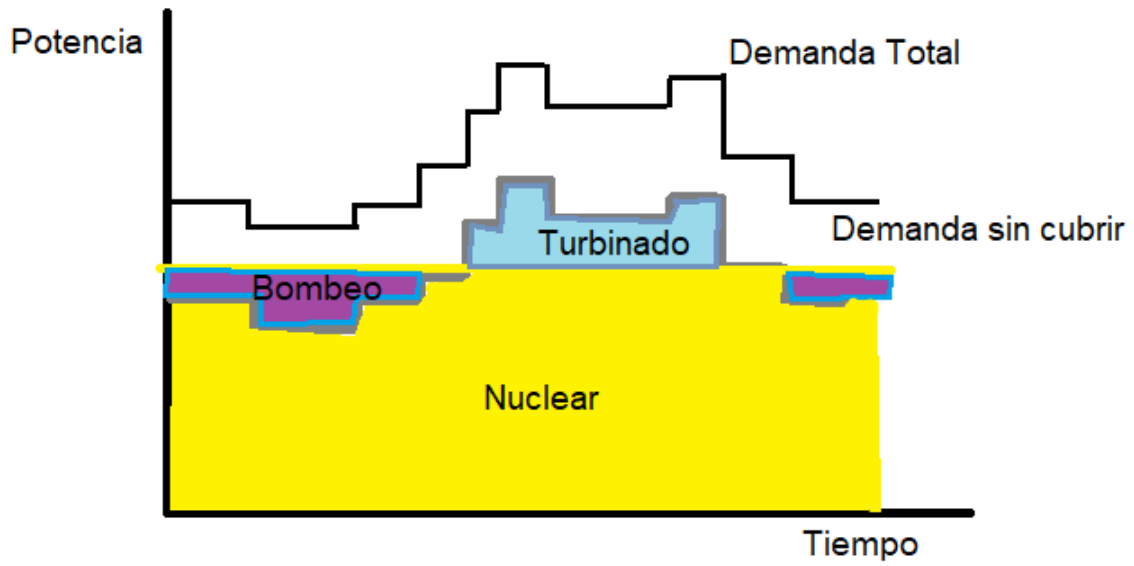 Potencia
Demanda Total
Demanda sin cubrir
Turbinado
Bombeo
Nuclear
Tiempo